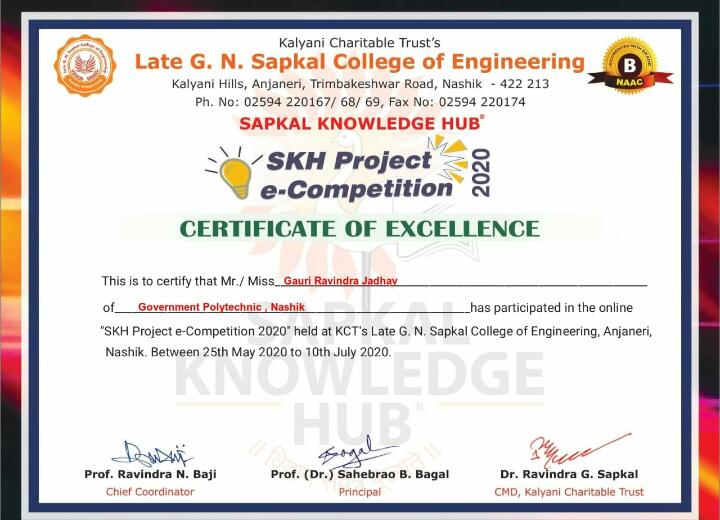 Kalyani Charitable Trust's
Late G. N. Sapkal College of Engineering
Kalyani Hills, Anjaneri, Trimbakeshwar Road, Nashik - 422 213
Ph. No: 02594 220167/ 68/ 69, Fax No: 02594 220174
SAPKAL KNOWLEDGE HUB®
B
NAAC
SKH Project
e-Competition
2020
CERTIFICATE OF EXCELLENCE
This is to certify that Mr./ Miss Gauri Ravindra Jadhav
of Government Polytechnic , Nashik has participated in the online
"SKH Project e-Competition 2020" held at KCT's Late G. N. Sapkal College of Engineering, Anjaneri,
Nashik. Between 25th May 2020 to 10th July 2020.
SAPKAL
KNOWLEDGE
HUB®
Prof. Ravindra N. Baji
Chief Coordinator
Prof. (Dr.) Sahebrao B. Bagal
Principal
Dr. Ravindra G. Sapkal
CMD, Kalyani Charitable Trust